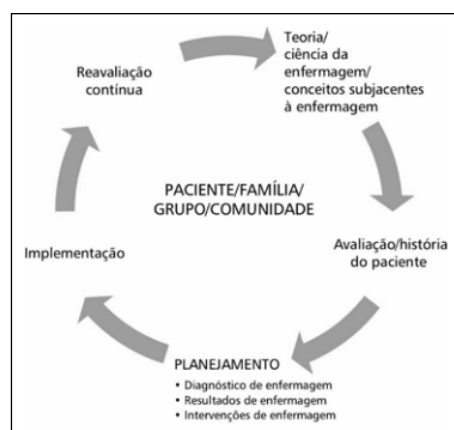 Teoria/
ciência da
enfermagem/
conceitos subjacentes
à enfermagem
Avaliação/história
do paciente
PLANEJAMENTO
• Diagnóstico de enfermagem
• Resultados de enfermagem
• Intervenções de enfermagem
Implementação
Reavaliação
contínua
PACIENTE/FAMÍLIA/
GRUPO/COMUNIDADE